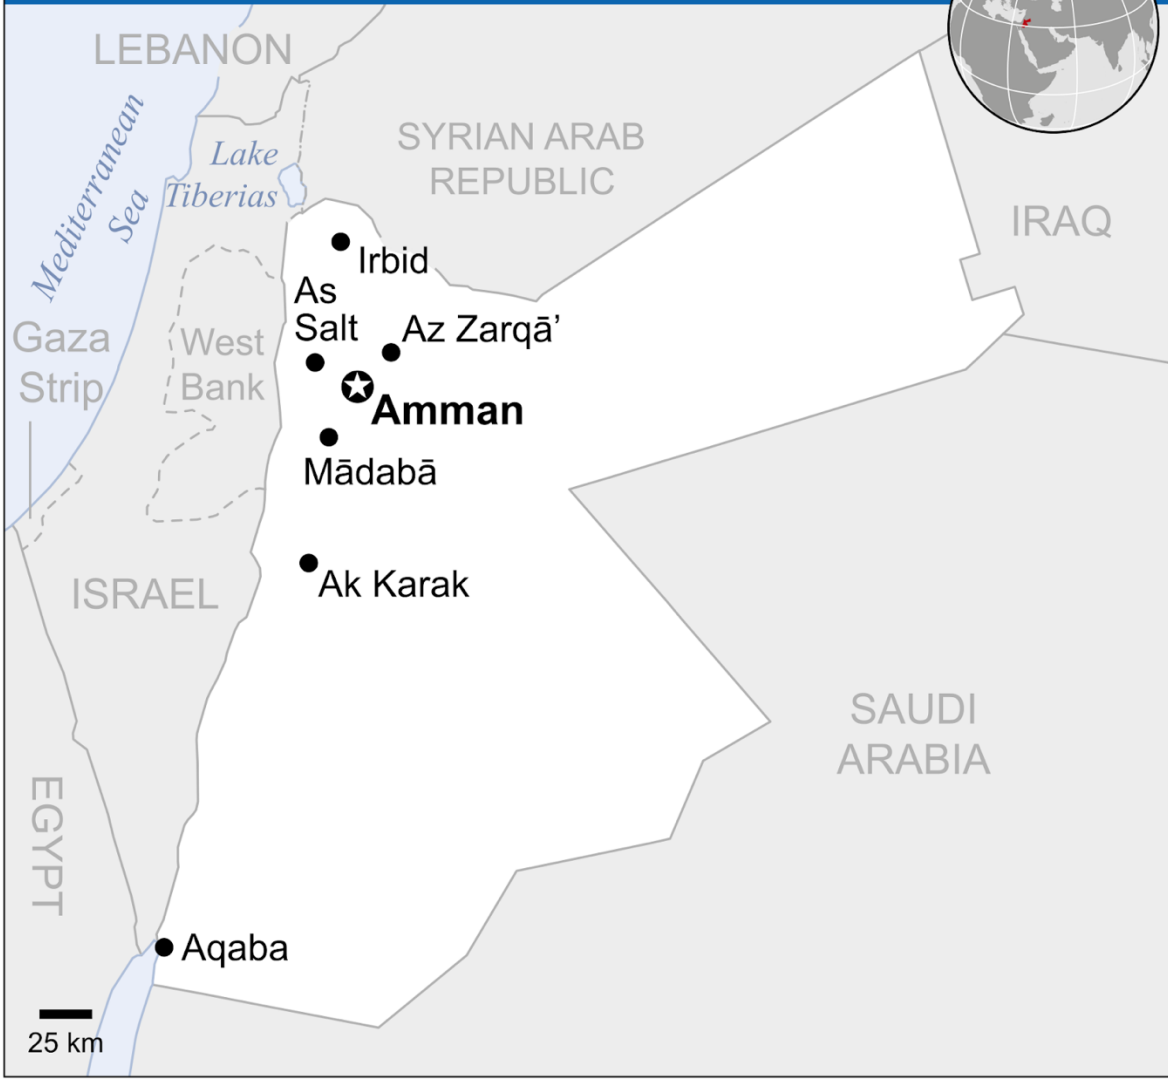 LEBANON
Mediterranean
Sea
Lake
Tiberias
SYRIAN ARAB
REPUBLIC
IRAQ
Irbid
As
Salt
Az Zarqā’
Gaza
Strip
West
Bank
Amman
Mādabā
Ak Karak
ISRAEL
SAUDI
ARABIA
EGYPT
Aqaba
25 km